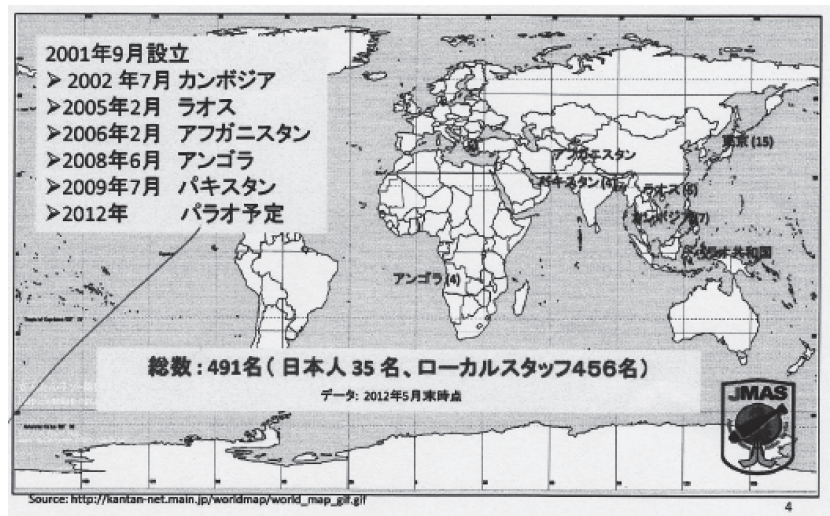 2001年9月設立
➢ 2002 年7月 カンボジア
➢2005年2月 ラオス
➢2006年2月 アフガニスタン
➢2008年6月 アンゴラ
➢2009年7月 パキスタン
➢2012年 パラオ予定
東京 (15)
アフガニスタン
パキスタン
ラオス
カンボジア
パラオ共和国
アンゴラ (4)
総数 : 491名 ( 日本人 35 名、ローカルスタッフ456名)
データ: 2012年5月末時点
JMAS
Source: http://kantan-net.main.jp/worldmap/world_map_gif.gif
4